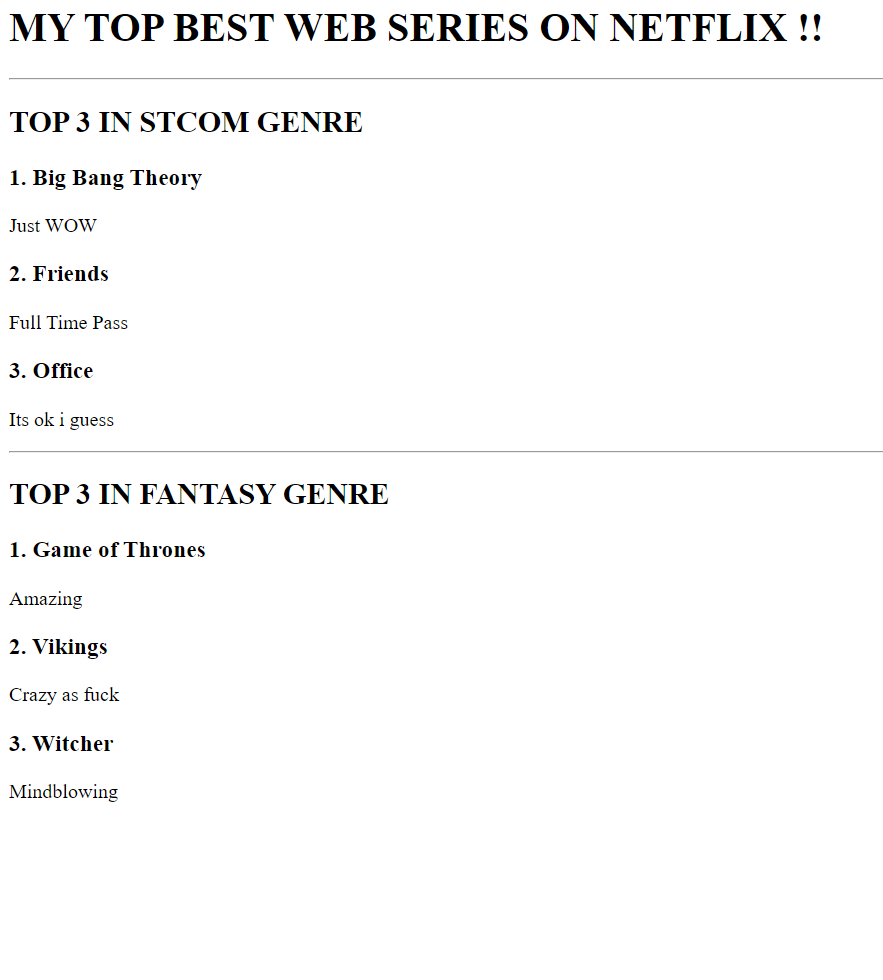 MY TOP BEST WEB SERIES ON NETFLIX !!
TOP 3 IN STCOM GENRE
1. Big Bang Theory
Just WOW
2. Friends
Full Time Pass
3. Office
Its ok i guess
TOP 3 IN FANTASY GENRE
1. Game of Thrones
Amazing
2. Vikings
Crazy as fuck
3. Witcher
Mindblowing